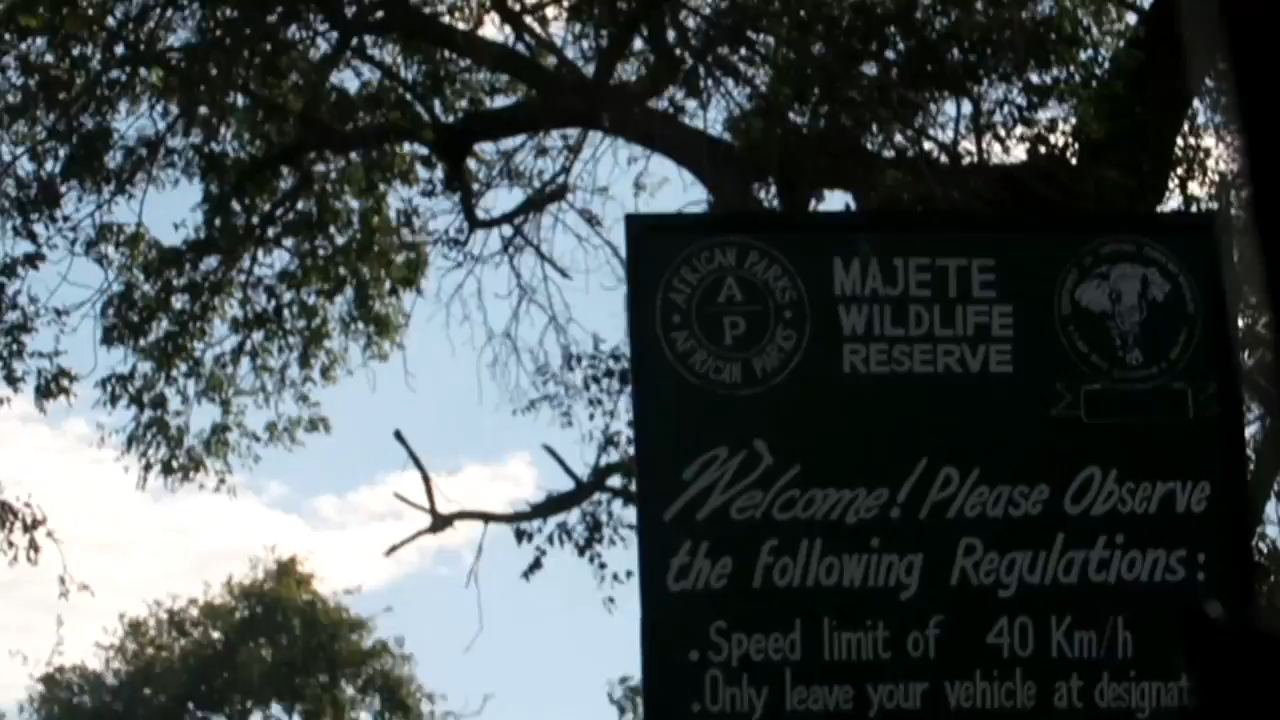 AFRICAN PARKS
A
P
AFRICAN PARKS
MAJETE
WILDLIFE
RESERVE
Welcome! Please Observe
the following Regulations:
.Speed limit of 40 Km/h
.Only leave your vehicle at designat